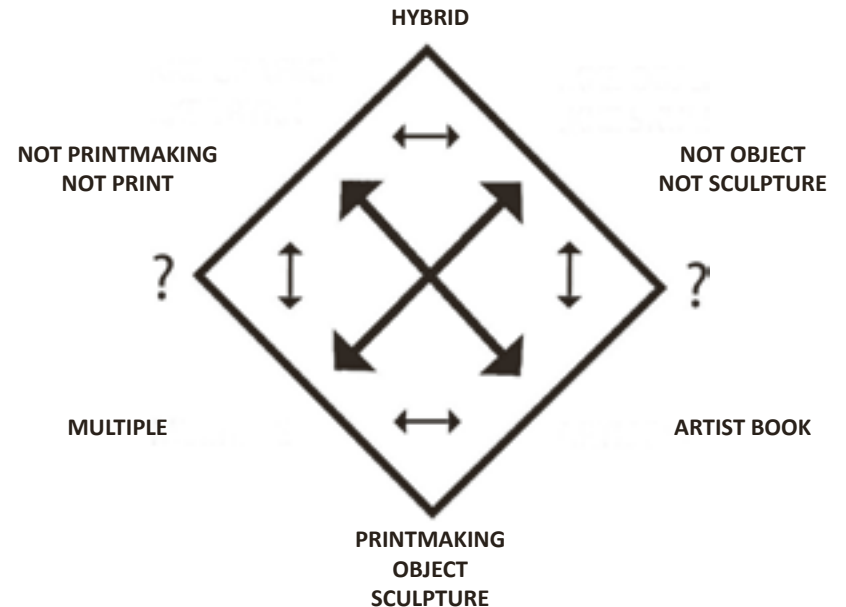 HYBRID
NOT PRINTMAKING
NOT PRINT
NOT OBJECT
NOT SCULPTURE
?
?
MULTIPLE
ARTIST BOOK
PRINTMAKING
OBJECT
SCULPTURE